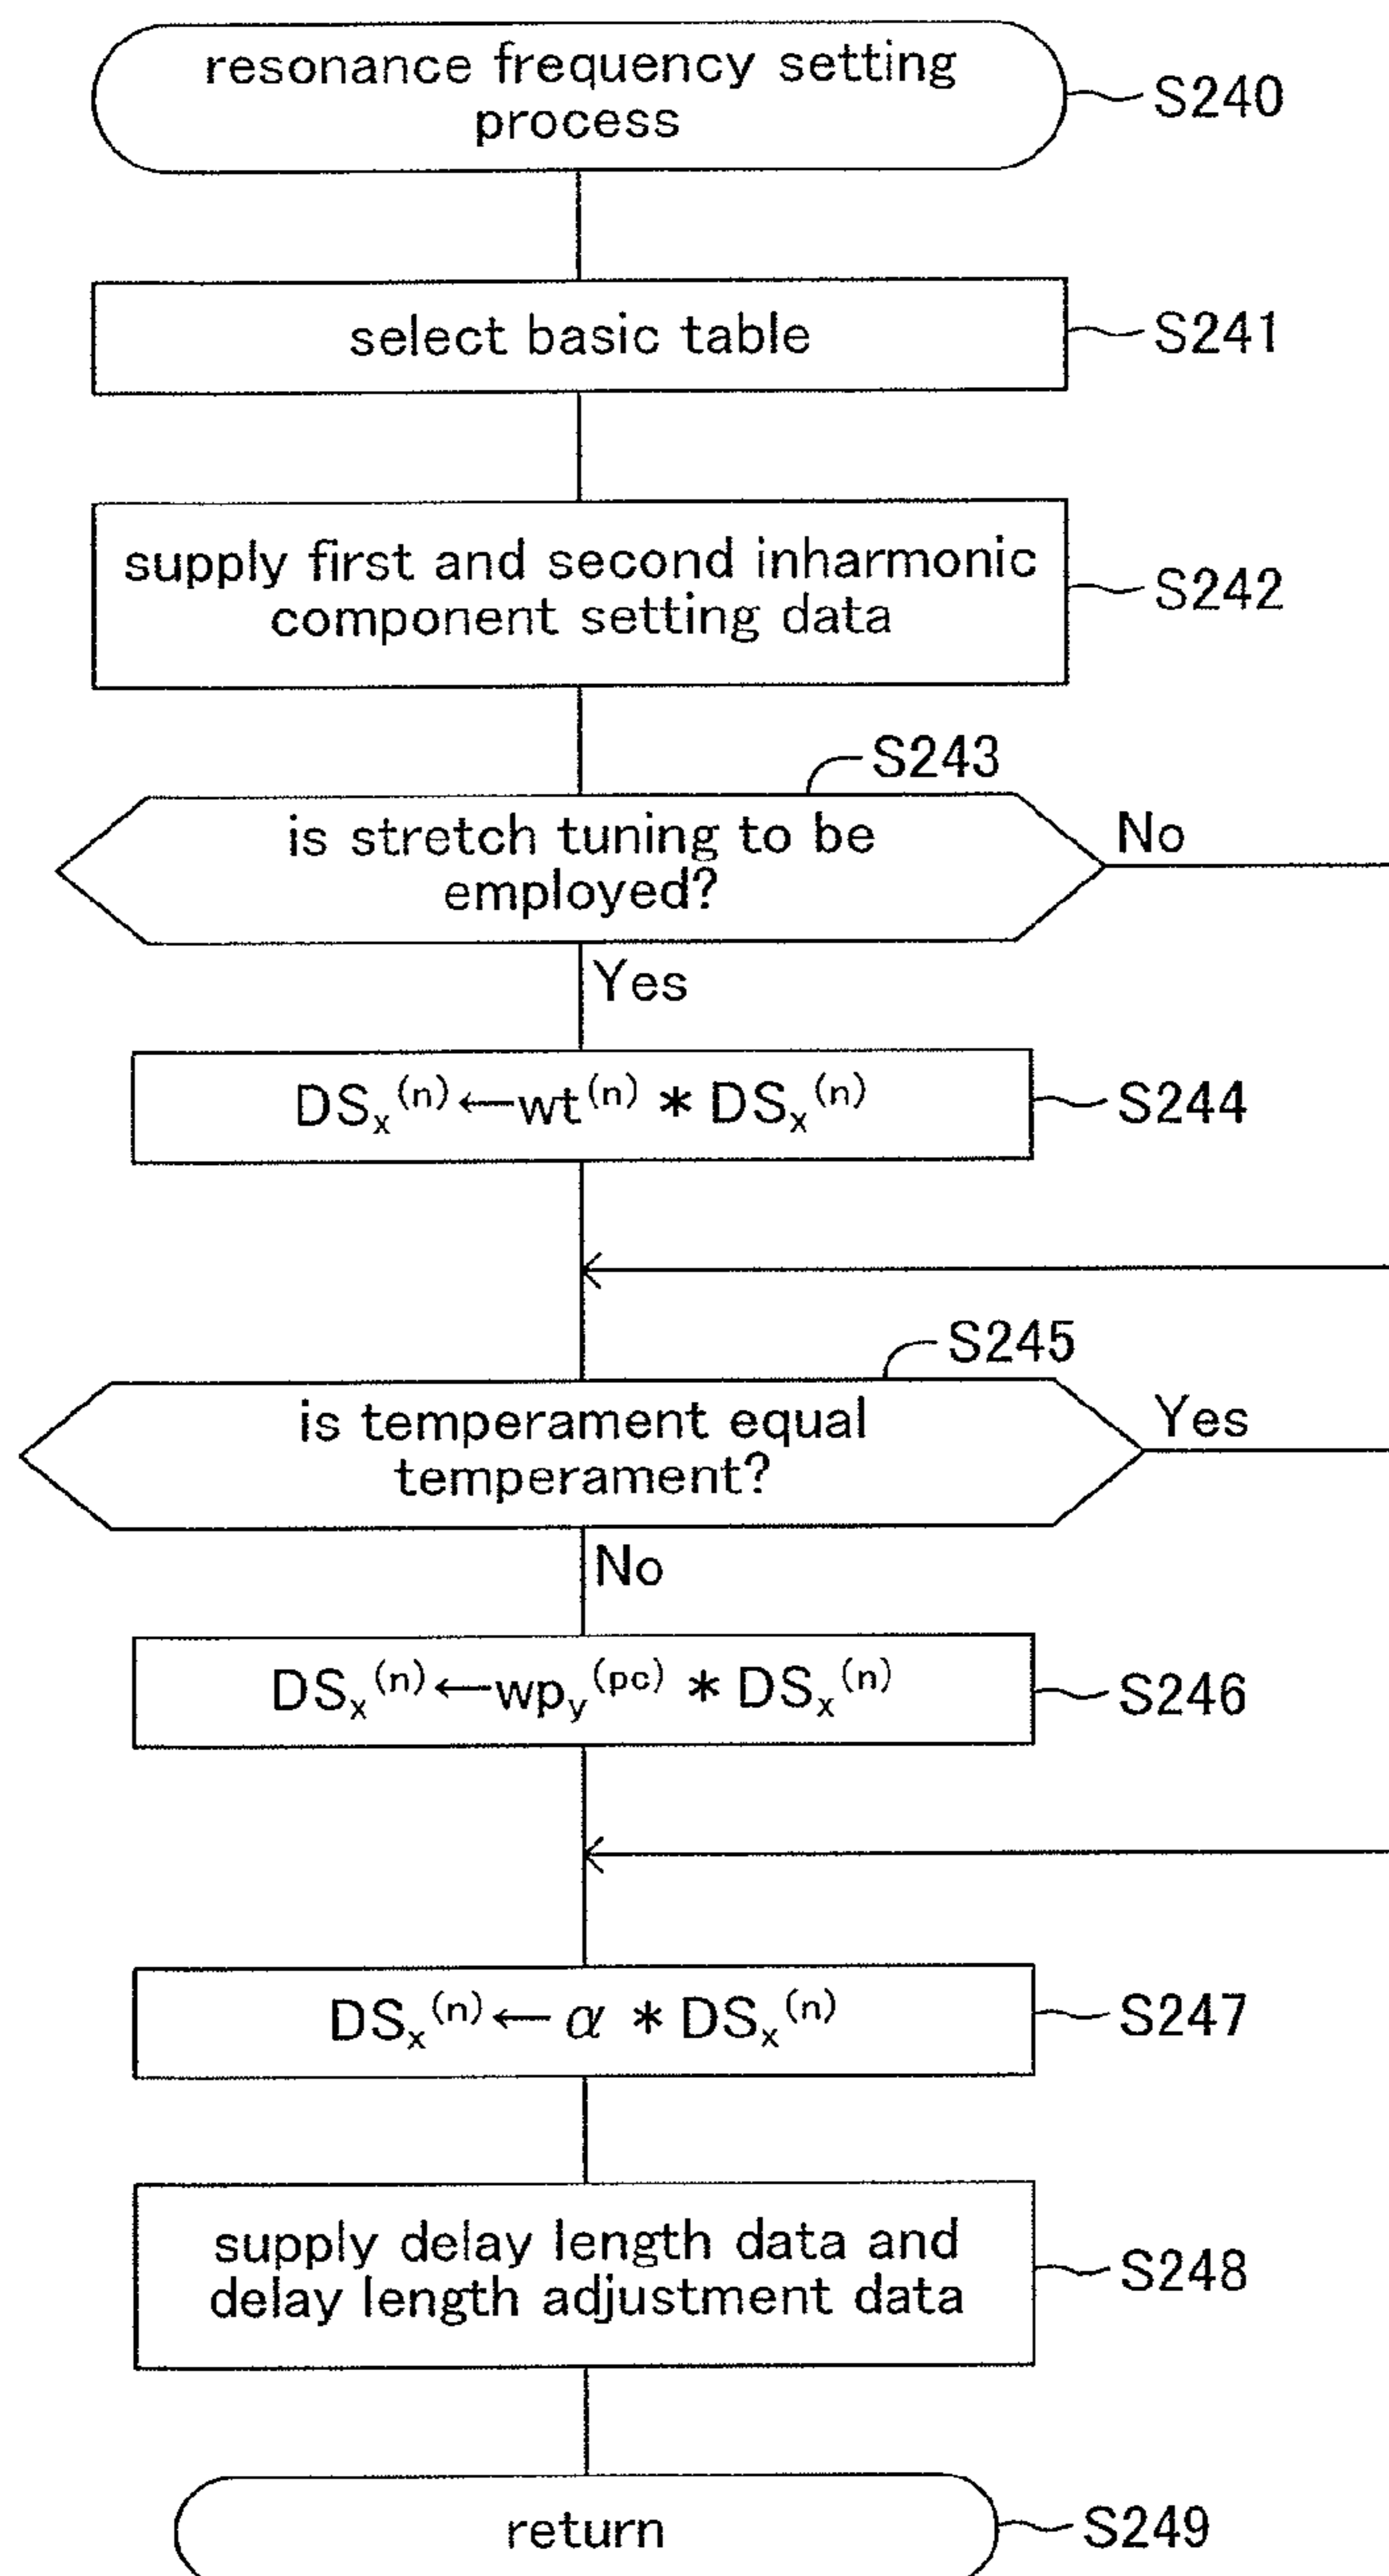 resonance frequency setting
process
S240
select basic table
S241
supply first and second inharmonic
component setting data
S242
S243
is stretch tuning to be
employed?
No
Yes
DSₓ⁽ⁿ⁾←wt⁽ⁿ⁾ * DSₓ⁽ⁿ⁾
S244
S245
is temperament equal
temperament?
Yes
No
DSₓ⁽ⁿ⁾←wp_y⁽ᵖᶜ⁾ * DSₓ⁽ⁿ⁾
S246
DSₓ⁽ⁿ⁾← α * DSₓ⁽ⁿ⁾
S247
supply delay length data and
delay length adjustment data
S248
return
S249